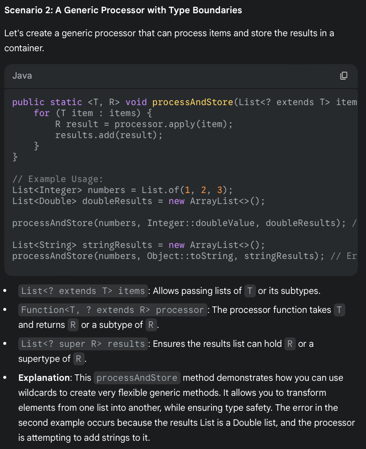 Scenario 2: A Generic Processor with Type Boundaries
Let's create a generic processor that can process items and store the results in a
container.
Java
public static <T, R> void processAndStore(List<? extends T> item
    for (T item : items) {
        R result = processor.apply(item);
        results.add(result);
    }
}
// Example Usage:
List<Integer> numbers = List.of(1, 2, 3);
List<Double> doubleResults = new ArrayList<>();
processAndStore(numbers, Integer::doubleValue, doubleResults); /
List<String> stringResults = new ArrayList<>();
processAndStore(numbers, Object::toString, stringResults); // Er
• List<? extends T> items: Allows passing lists of T or its subtypes.
• Function<T, ? extends R> processor: The processor function takes T
and returns R or a subtype of R.
• List<? super R> results: Ensures the results list can hold R or a
supertype of R.
• Explanation: This processAndStore method demonstrates how you can use
wildcards to create very flexible generic methods. It allows you to transform
elements from one list into another, while ensuring type safety. The error in the
second example occurs because the results List is a Double list, and the processor
is attempting to add strings to it.